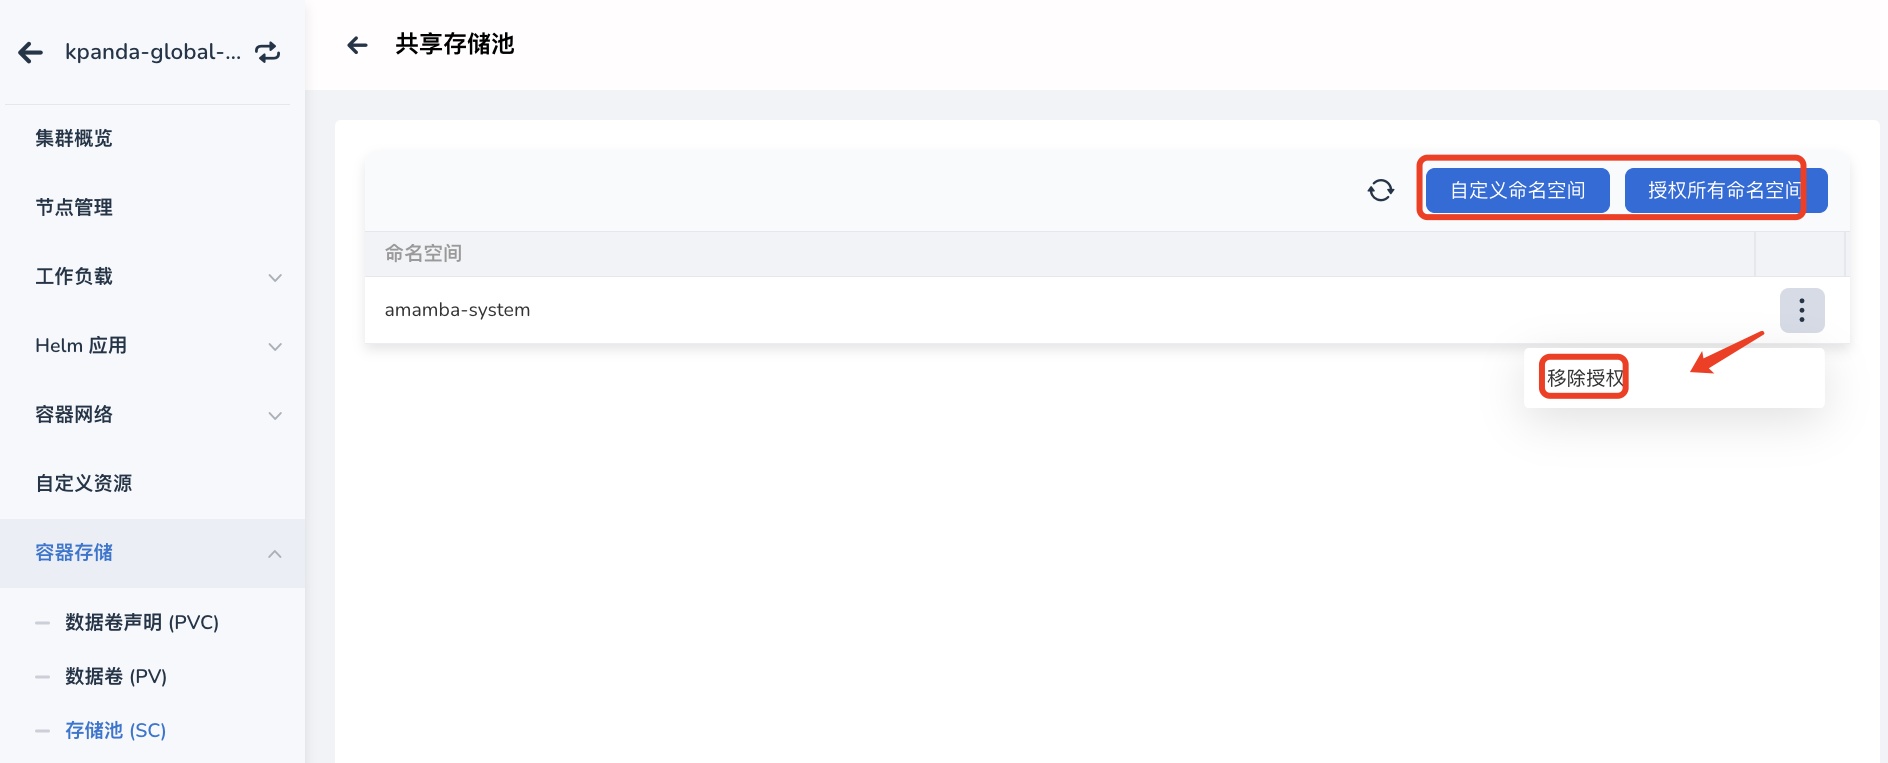 kpanda-global-...
集群概览
节点管理
工作负载
Helm 应用
容器网络
自定义资源
容器存储
数据卷声明 (PVC)
数据卷 (PV)
存储池 (SC)
共享存储池
自定义命名空间
授权所有命名空间
命名空间
amamba-system
移除授权